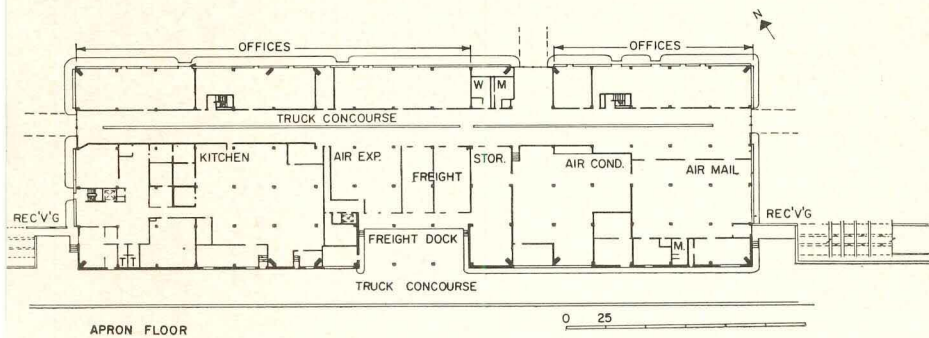 N
OFFICES
OFFICES
W M
TRUCK CONCOURSE
KITCHEN
AIR EXP.
STOR.
AIR COND.
FREIGHT
AIR MAIL
REC'V'G
REC'V'G
FREIGHT DOCK
M.
TRUCK CONCOURSE
APRON FLOOR
0 25